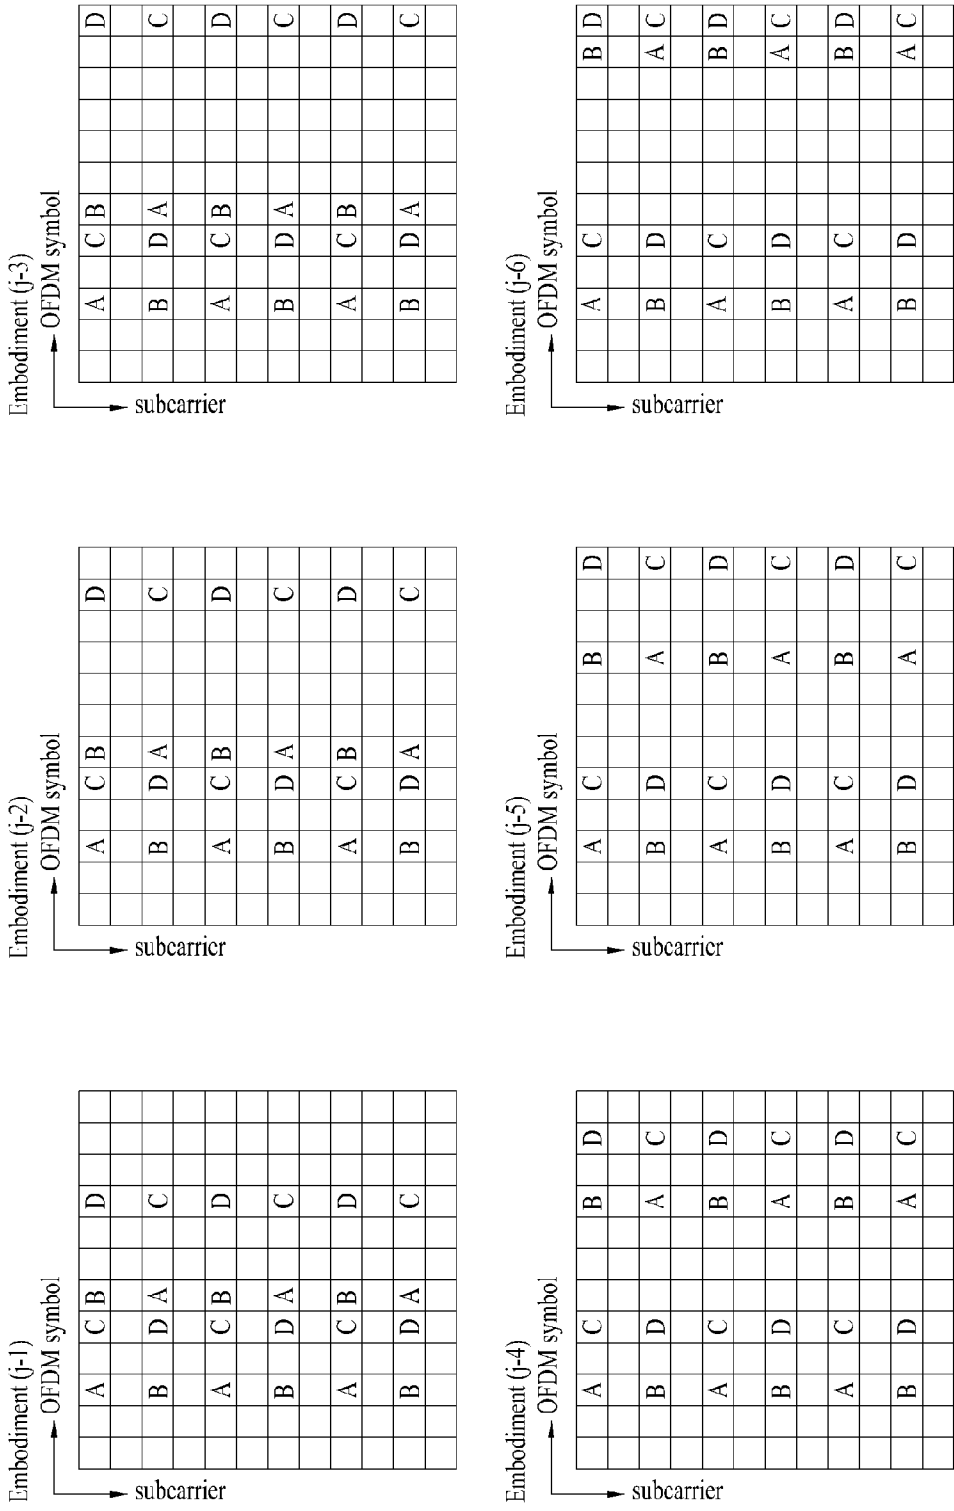 Embodiment (j-1)
OFDM symbol
subcarrier
A C B D
B D A C
A C B D
B D A C
A C B D
B D A C
Embodiment (j-2)
OFDM symbol
subcarrier
A C B D
B D A C
A C B D
B D A C
A C B D
B D A C
Embodiment (j-3)
OFDM symbol
subcarrier
A C B D
B D A C
A C B D
B D A C
A C B D
B D A C
Embodiment (j-4)
OFDM symbol
subcarrier
A C B D
B D A C
A C B D
B D A C
A C B D
B D A C
Embodiment (j-5)
OFDM symbol
subcarrier
A C B D
B D A C
A C B D
B D A C
A C B D
B D A C
Embodiment (j-6)
OFDM symbol
subcarrier
A C B D
B D A C
A C B D
B D A C
A C B D
B D A C